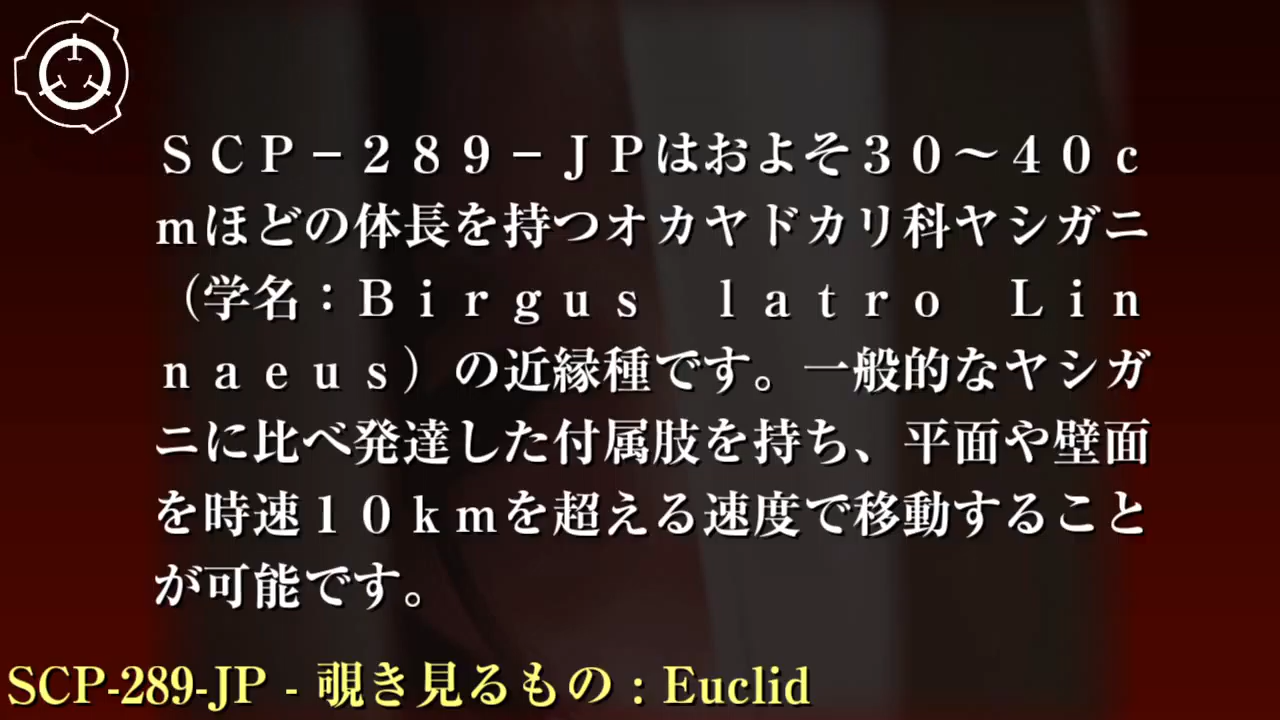 SCP-289-JPはおよそ30~40c
mほどの体長を持つオカヤドカリ科ヤシガニ
(学名:Birgus latro Lin
naeus)の近縁種です。一般的なヤシガ
ニに比べ発達した付属肢を持ち、平面や壁面
を時速10kmを超える速度で移動すること
が可能です。
SCP-289-JP - 覗き見るもの : Euclid